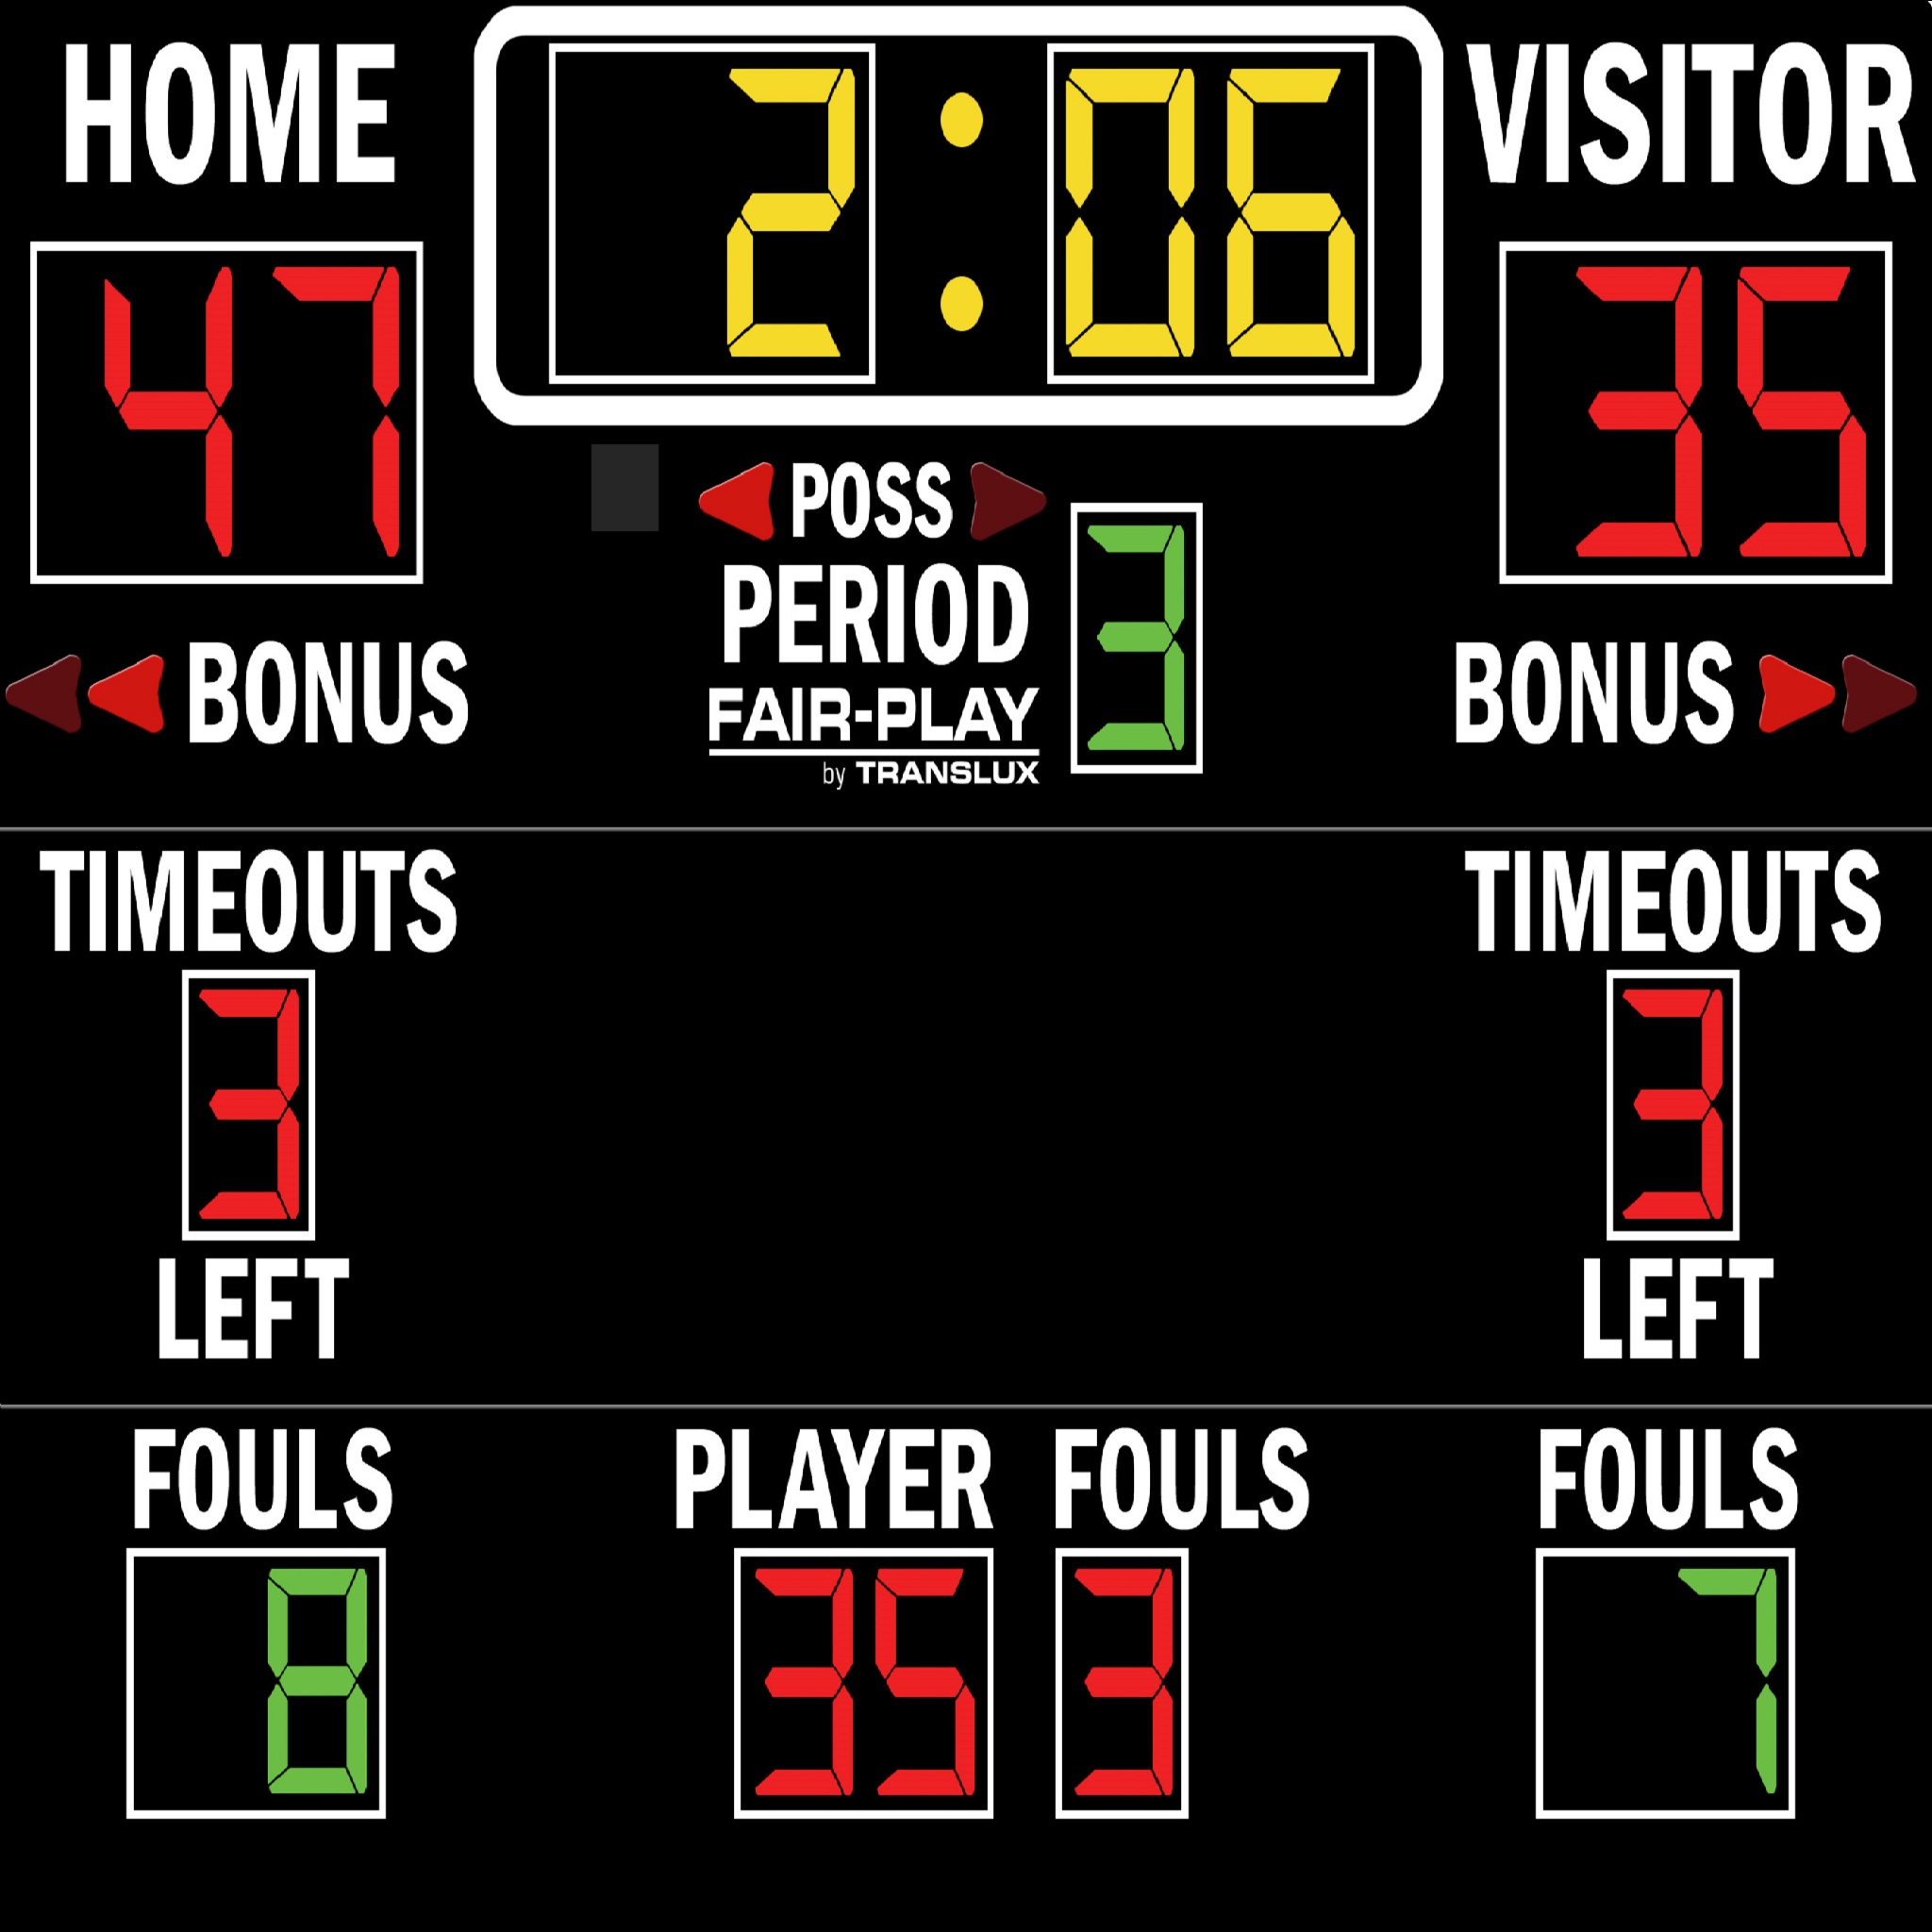 HOME 2:06 VISITOR
47 35
POSS
PERIOD 3
BONUS BONUS
FAIR-PLAY
by TRANSLUX
TIMEOUTS TIMEOUTS
3 3
LEFT LEFT
FOULS PLAYER FOULS FOULS
8 35 3 7